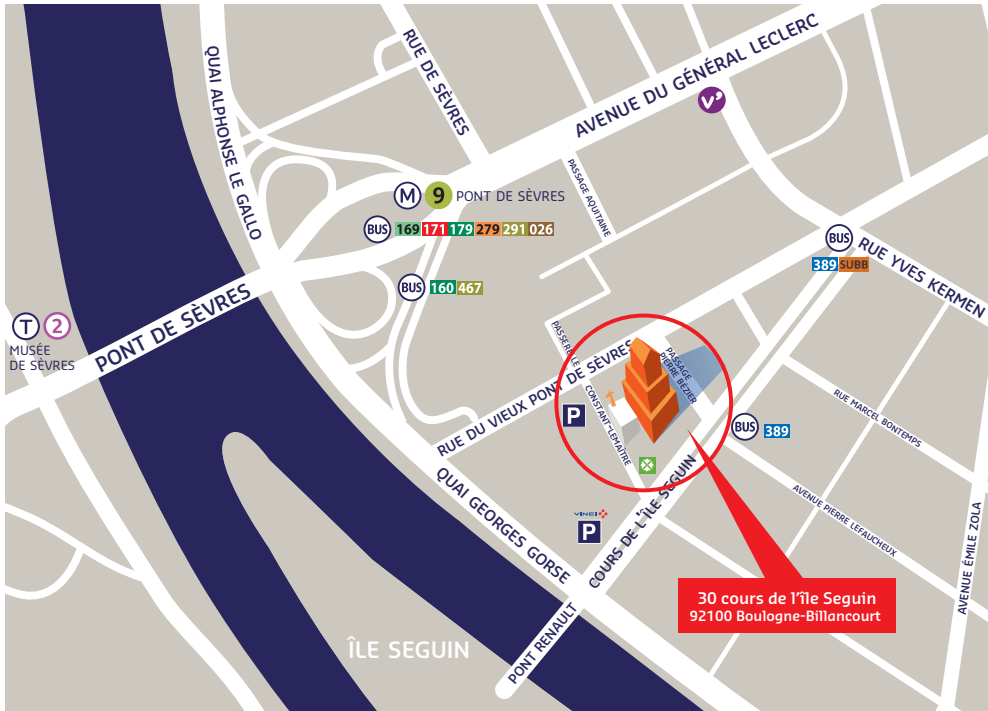 AVENUE DU GÉNÉRAL LECLERC
RUE DE SÈVRES
QUAI ALPHONSE LE GALLO
V'
PASSAGE AQUITAINE
M 9 PONT DE SÈVRES
BUS 169 171 179 279 291 026
BUS 160 467
BUS
389 SUBB
RUE YVES KERMEN
T 2
MUSÉE
DE SÈVRES
PONT DE SÈVRES
PASSERELLE
CONSTANT-LEMAÎTRE
RUE DU VIEUX PONT DE SÈVRES
PASSAGE
PIERRE BÉZIER
P
BUS 389
RUE MARCEL BONTEMPS
AVENUE PIERRE LEFAUCHEUX
AVENUE ÉMILE ZOLA
QUAI GEORGES GORSE
VINCI
P
COURS DE L'ÎLE SEGUIN
PONT RENAULT
30 cours de l'île Seguin
92100 Boulogne-Billancourt
ÎLE SEGUIN